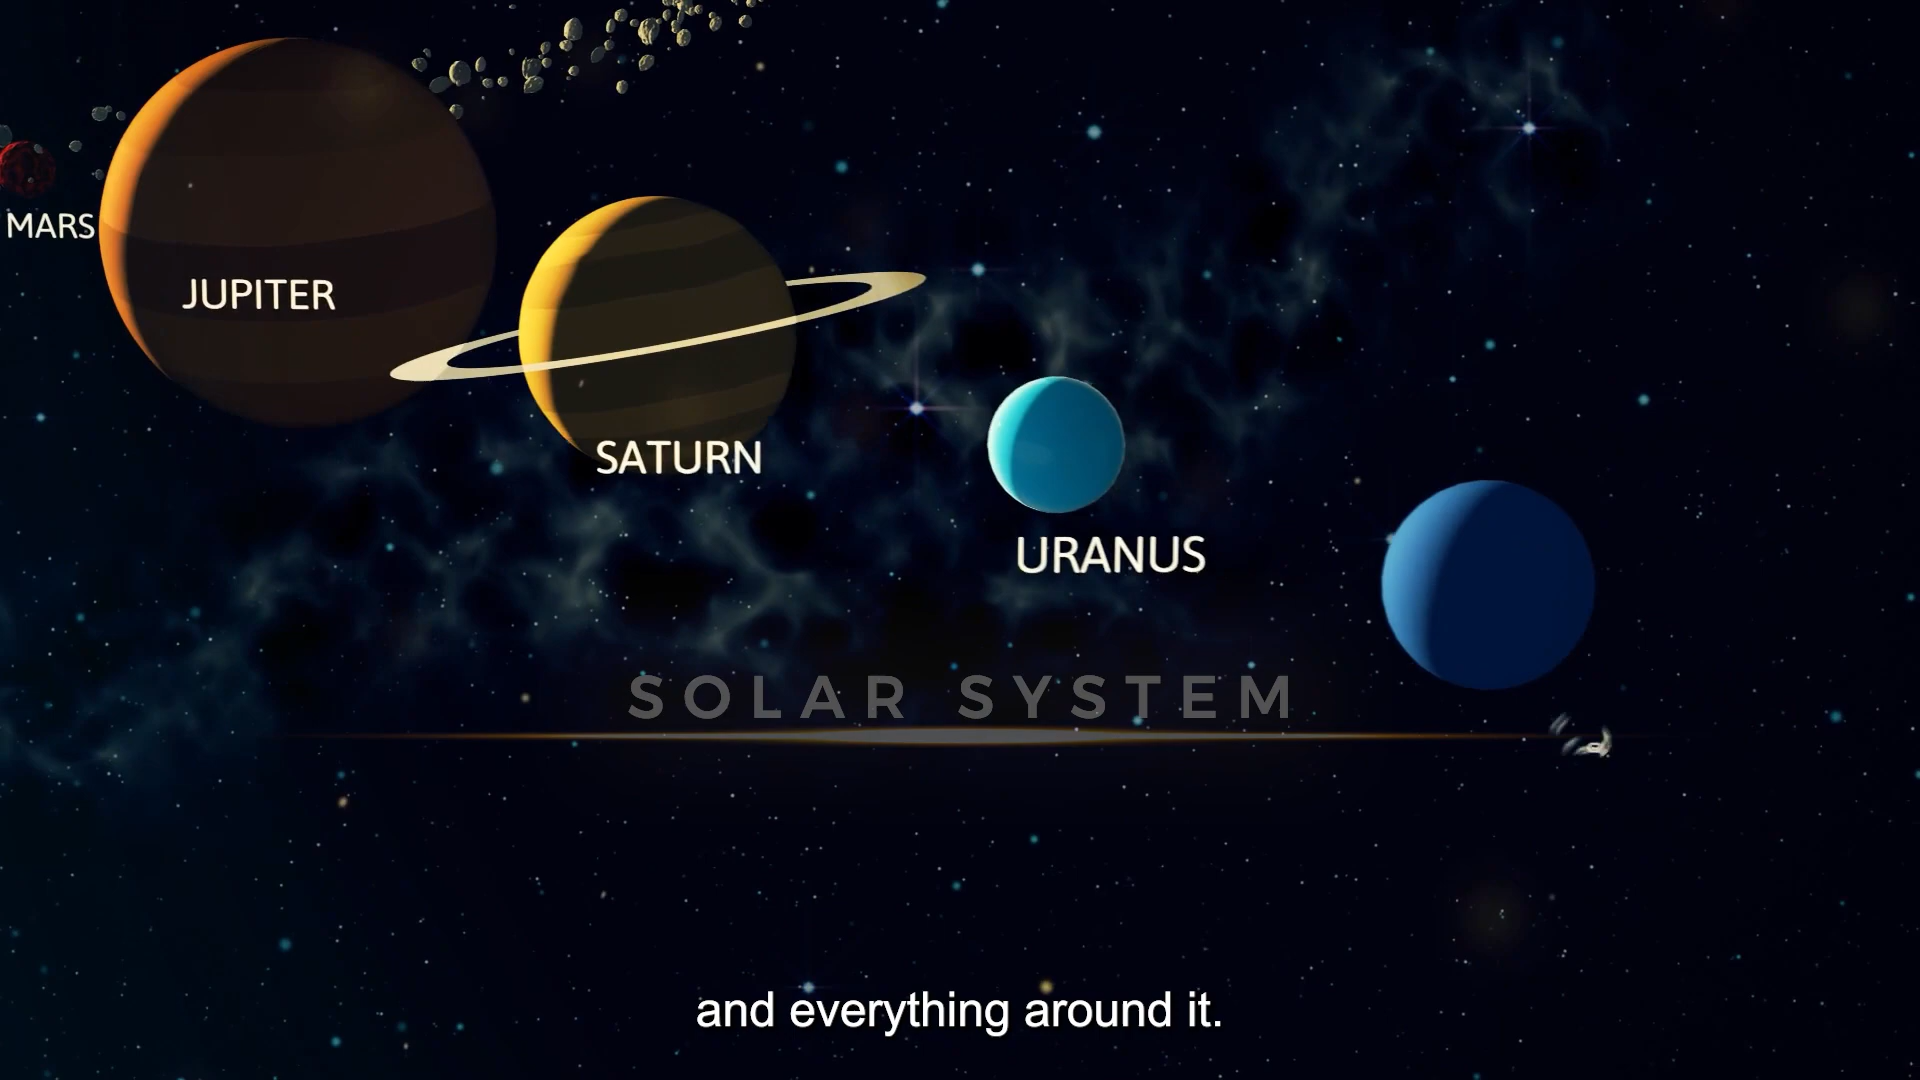 MARS
JUPITER
SATURN
URANUS
SOLAR SYSTEM
and everything around it.